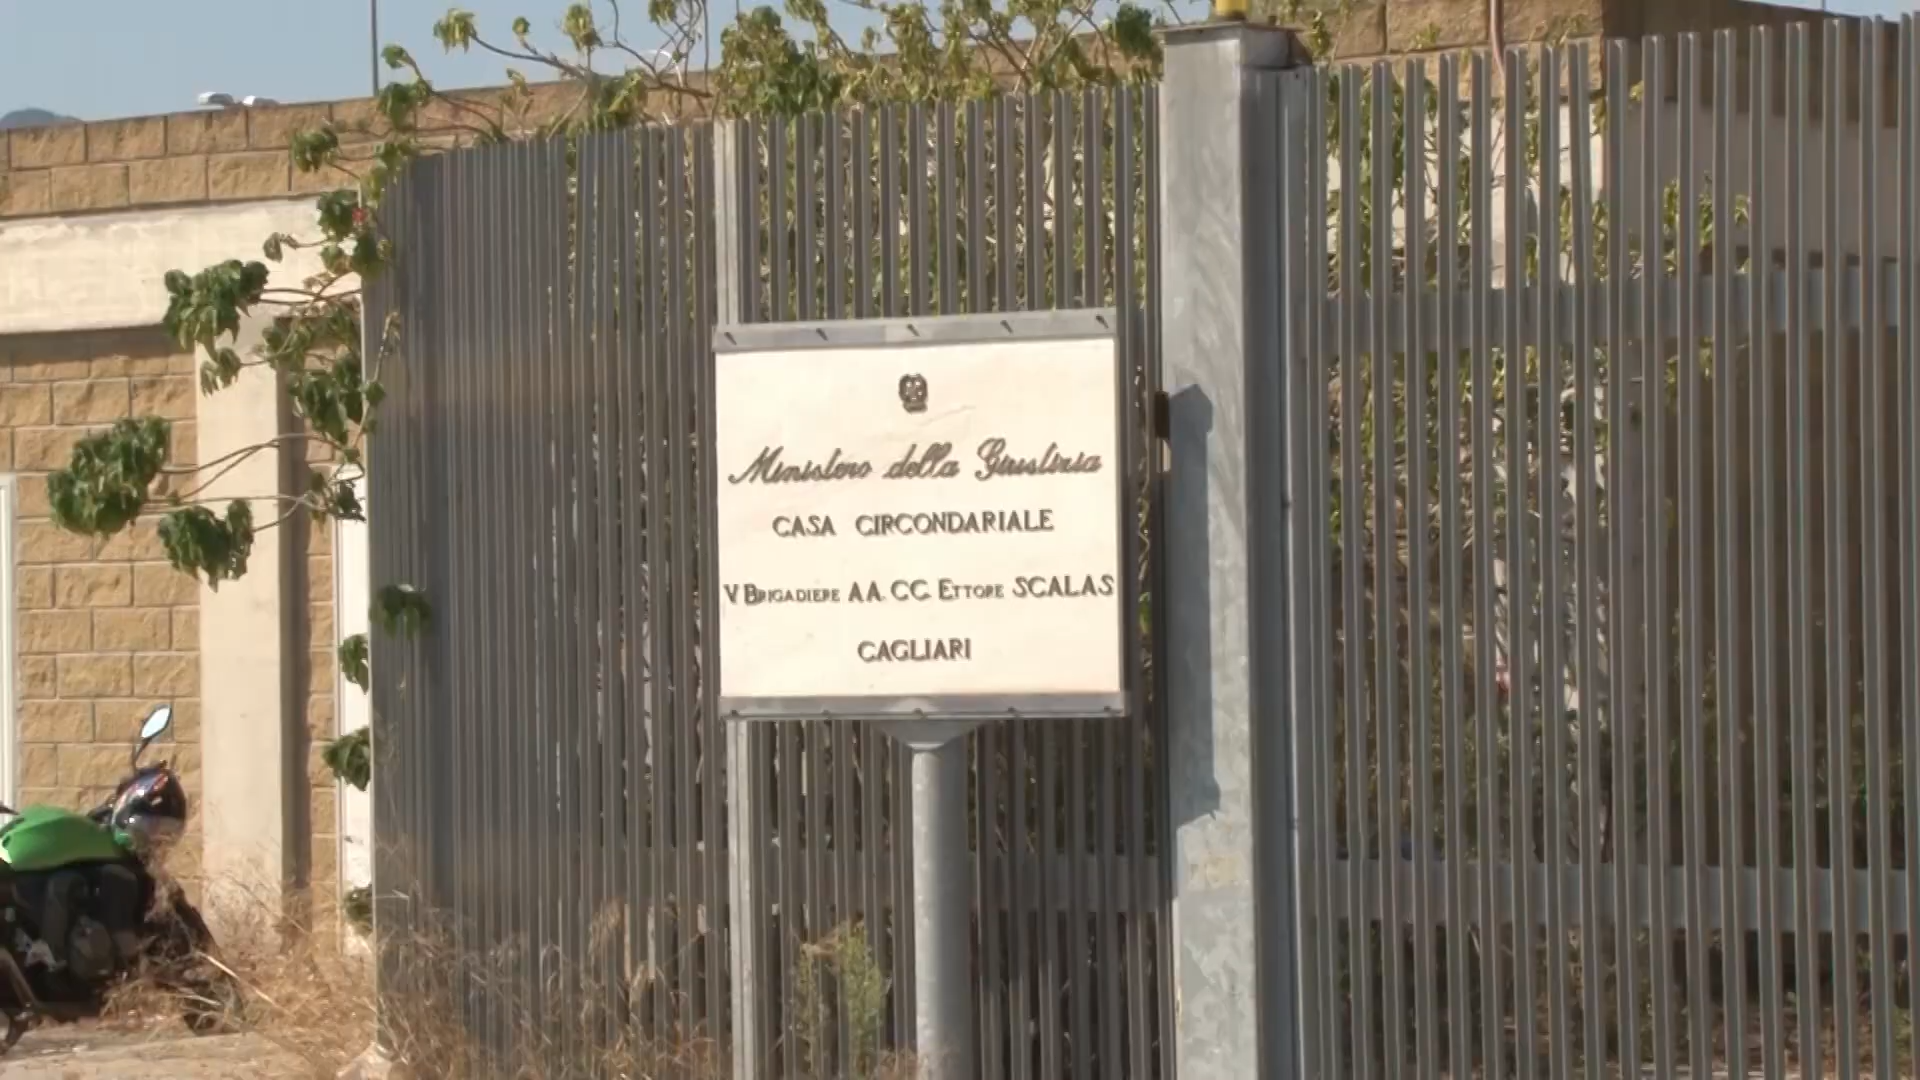 Ministero della Giustizia
CASA CIRCONDARIALE
V. BRIGADIERE AA. CC. ETTORE SCALAS
CAGLIARI